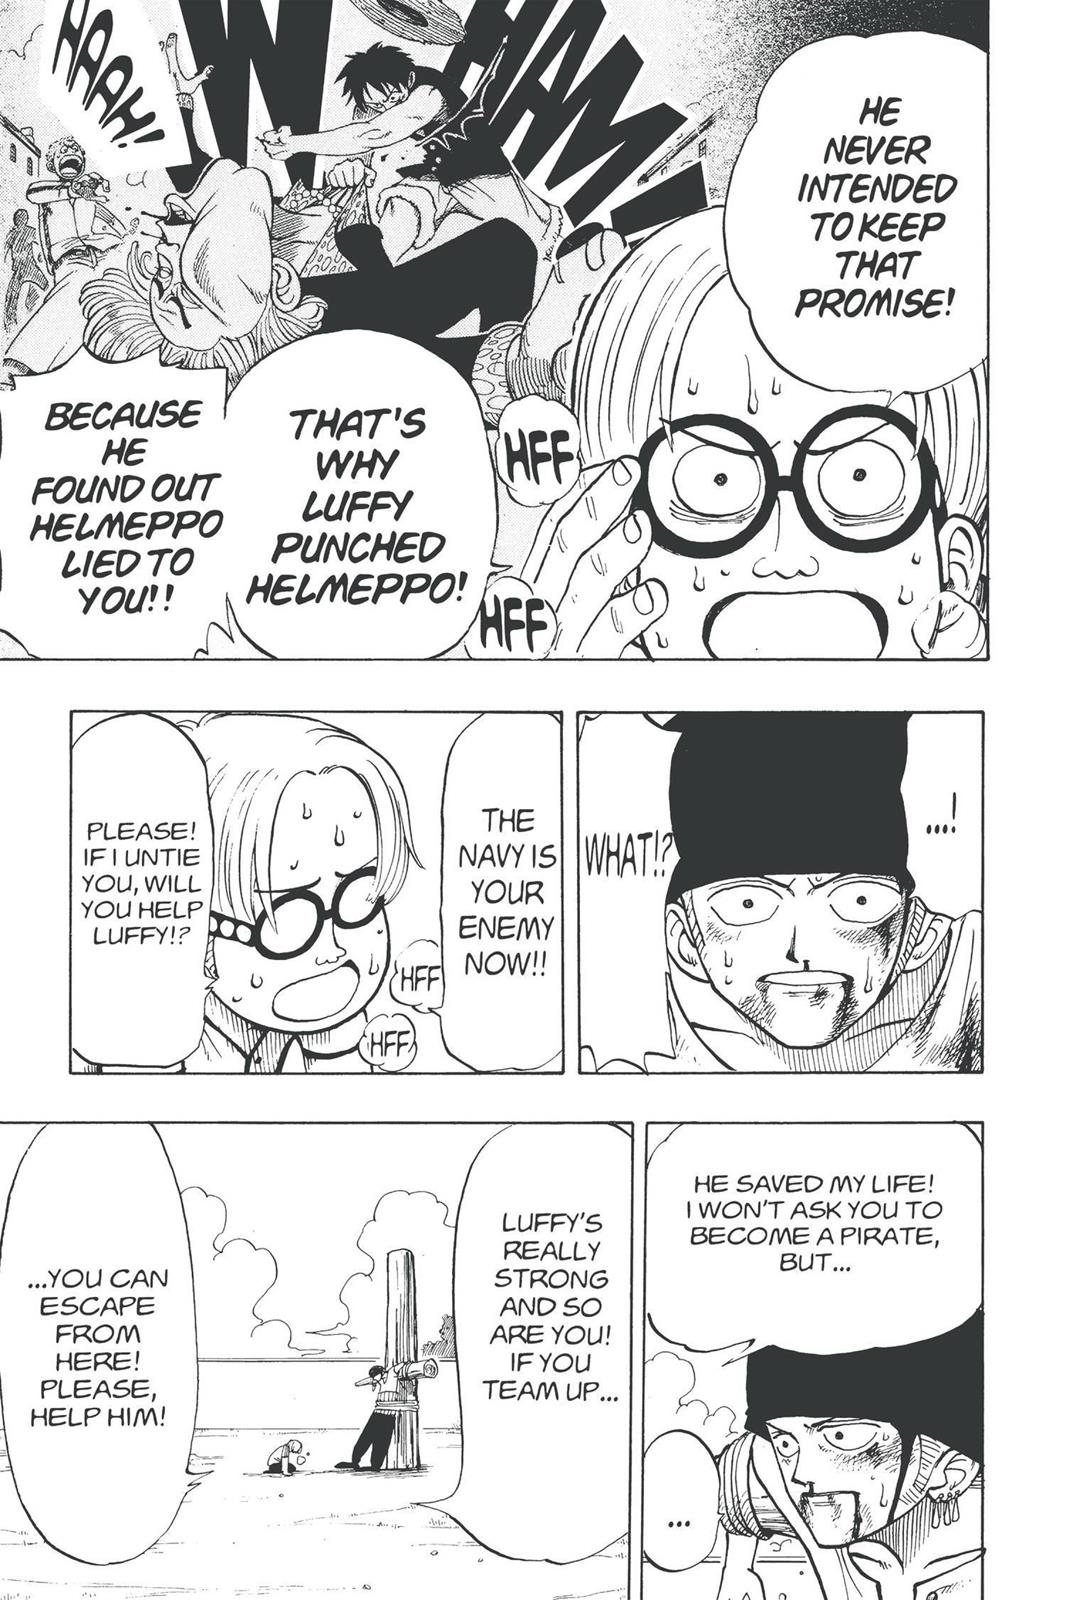 HE
NEVER
INTENDED
TO KEEP
THAT
PROMISE!
WHAM!!
HAAAH!
HFF
HFF
THAT'S
WHY
LUFFY
PUNCHED
HELMEPPO!
BECAUSE
HE
FOUND OUT
HELMEPPO
LIED TO
YOU!!
...!
WHAT!?
THE
NAVY IS
YOUR
ENEMY
NOW!!
HFF
HFF
PLEASE!
IF I UNTIE
YOU, WILL
YOU HELP
LUFFY!?
HE SAVED MY LIFE!
I WON'T ASK YOU TO
BECOME A PIRATE,
BUT...
...
LUFFY'S
REALLY
STRONG
AND SO
ARE YOU!
IF YOU
TEAM UP...
...YOU CAN
ESCAPE
FROM
HERE!
PLEASE,
HELP HIM!